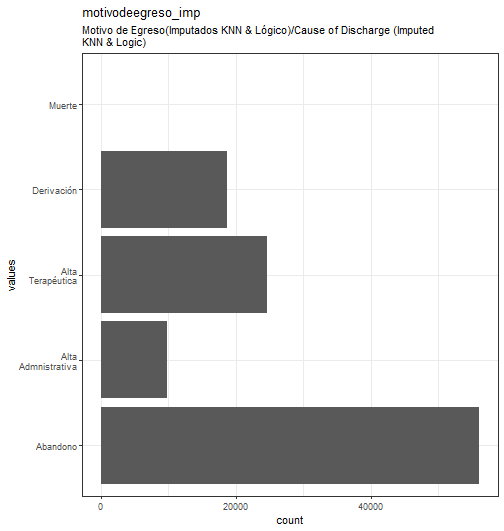 motivodeegreso_imp
Motivo de Egreso(Imputados KNN & Lógico)/Cause of Discharge (Imputed
KNN & Logic)
Muerte
Derivación
Alta
Terapéutica
Alta
Admnistrativa
Abandono
values
0
20000
40000
count